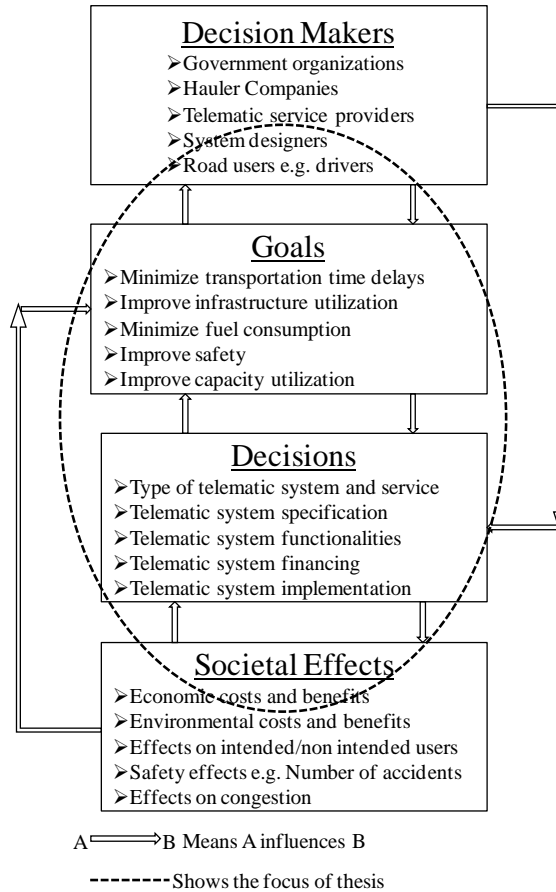 Decision Makers
➢Government organizations
➢Hauler Companies
➢Telematic service providers
➢System designers
➢Road users e.g. drivers
Goals
➢Minimize transportation time delays
➢Improve infrastructure utilization
➢Minimize fuel consumption
➢Improve safety
➢Improve capacity utilization
Decisions
➢Type of telematic system and service
➢Telematic system specification
➢Telematic system functionalities
➢Telematic system financing
➢Telematic system implementation
Societal Effects
➢Economic costs and benefits
➢Environmental costs and benefits
➢Effects on intended/non intended users
➢Safety effects e.g. Number of accidents
➢Effects on congestion
A B Means A influences B
Shows the focus of thesis